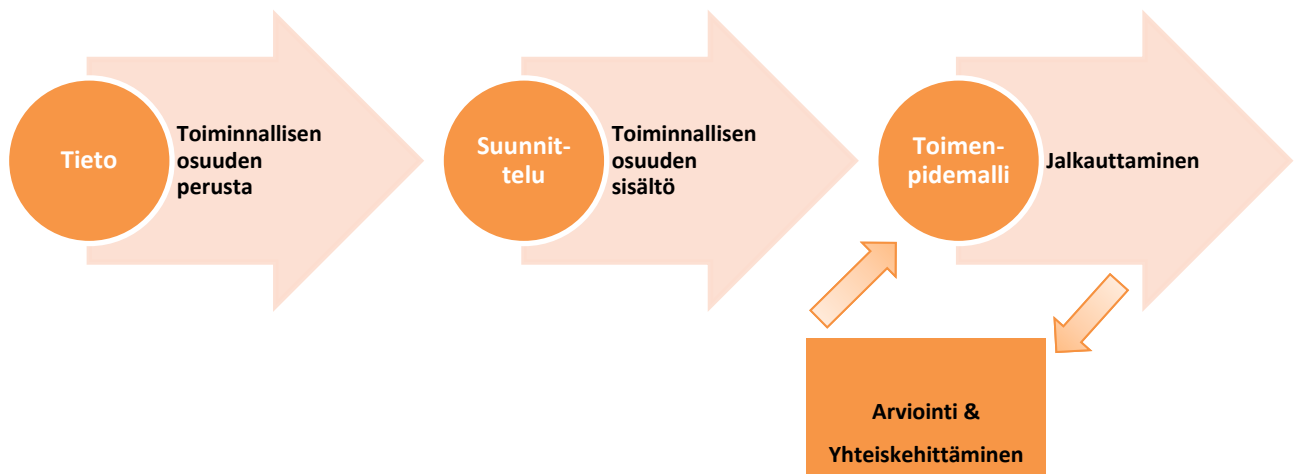 Tieto
Toiminnallisen
osuuden
perusta
Suunnit-
telu
Toiminnallisen
osuuden
sisältö
Toimen-
pidemalli
Jalkauttaminen
Arviointi &
Yhteiskehittäminen